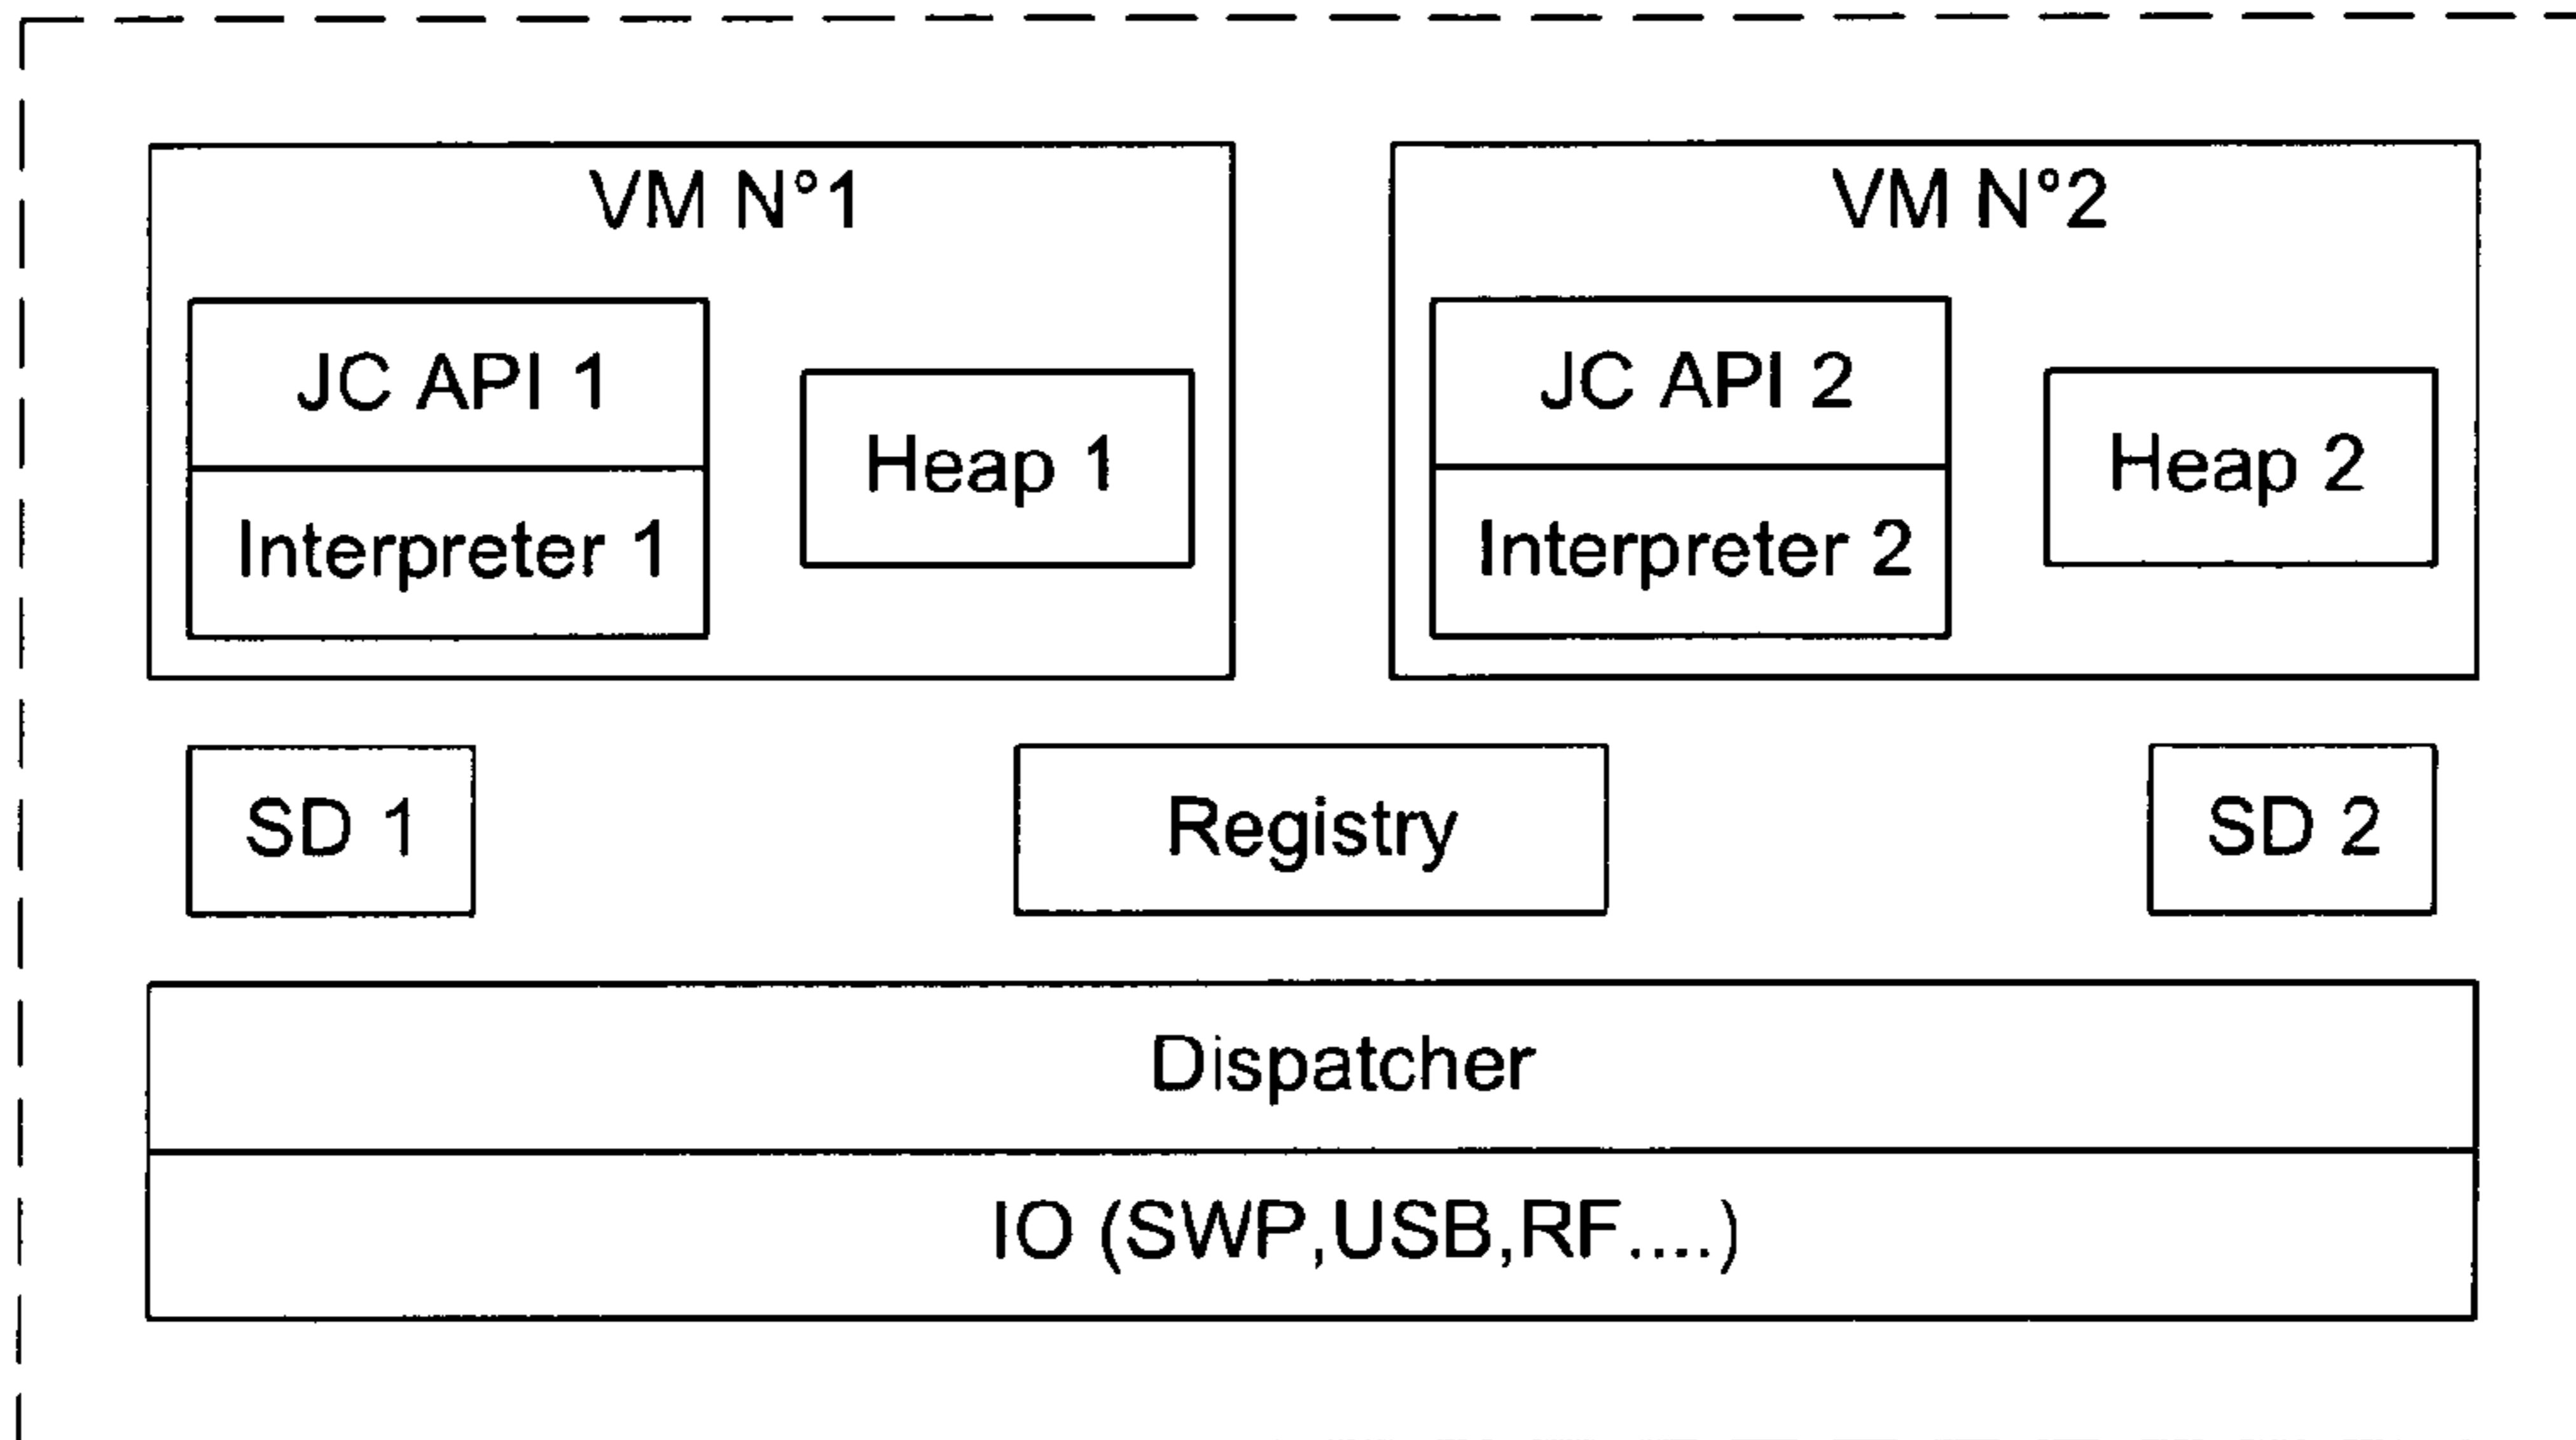 VM N°1
VM N°2
JC API 1
Heap 1
Interpreter 1
JC API 2
Heap 2
Interpreter 2
SD 1
Registry
SD 2
Dispatcher
IO (SWP,USB,RF....)